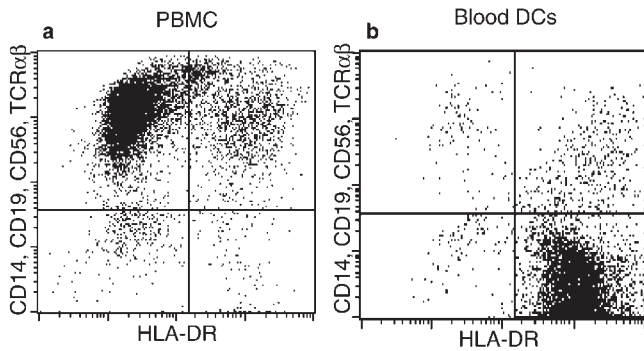 a
PBMC
CD14, CD19, CD56, TCRαβ
HLA-DR
b
Blood DCs
CD14, CD19, CD56, TCRαβ
HLA-DR